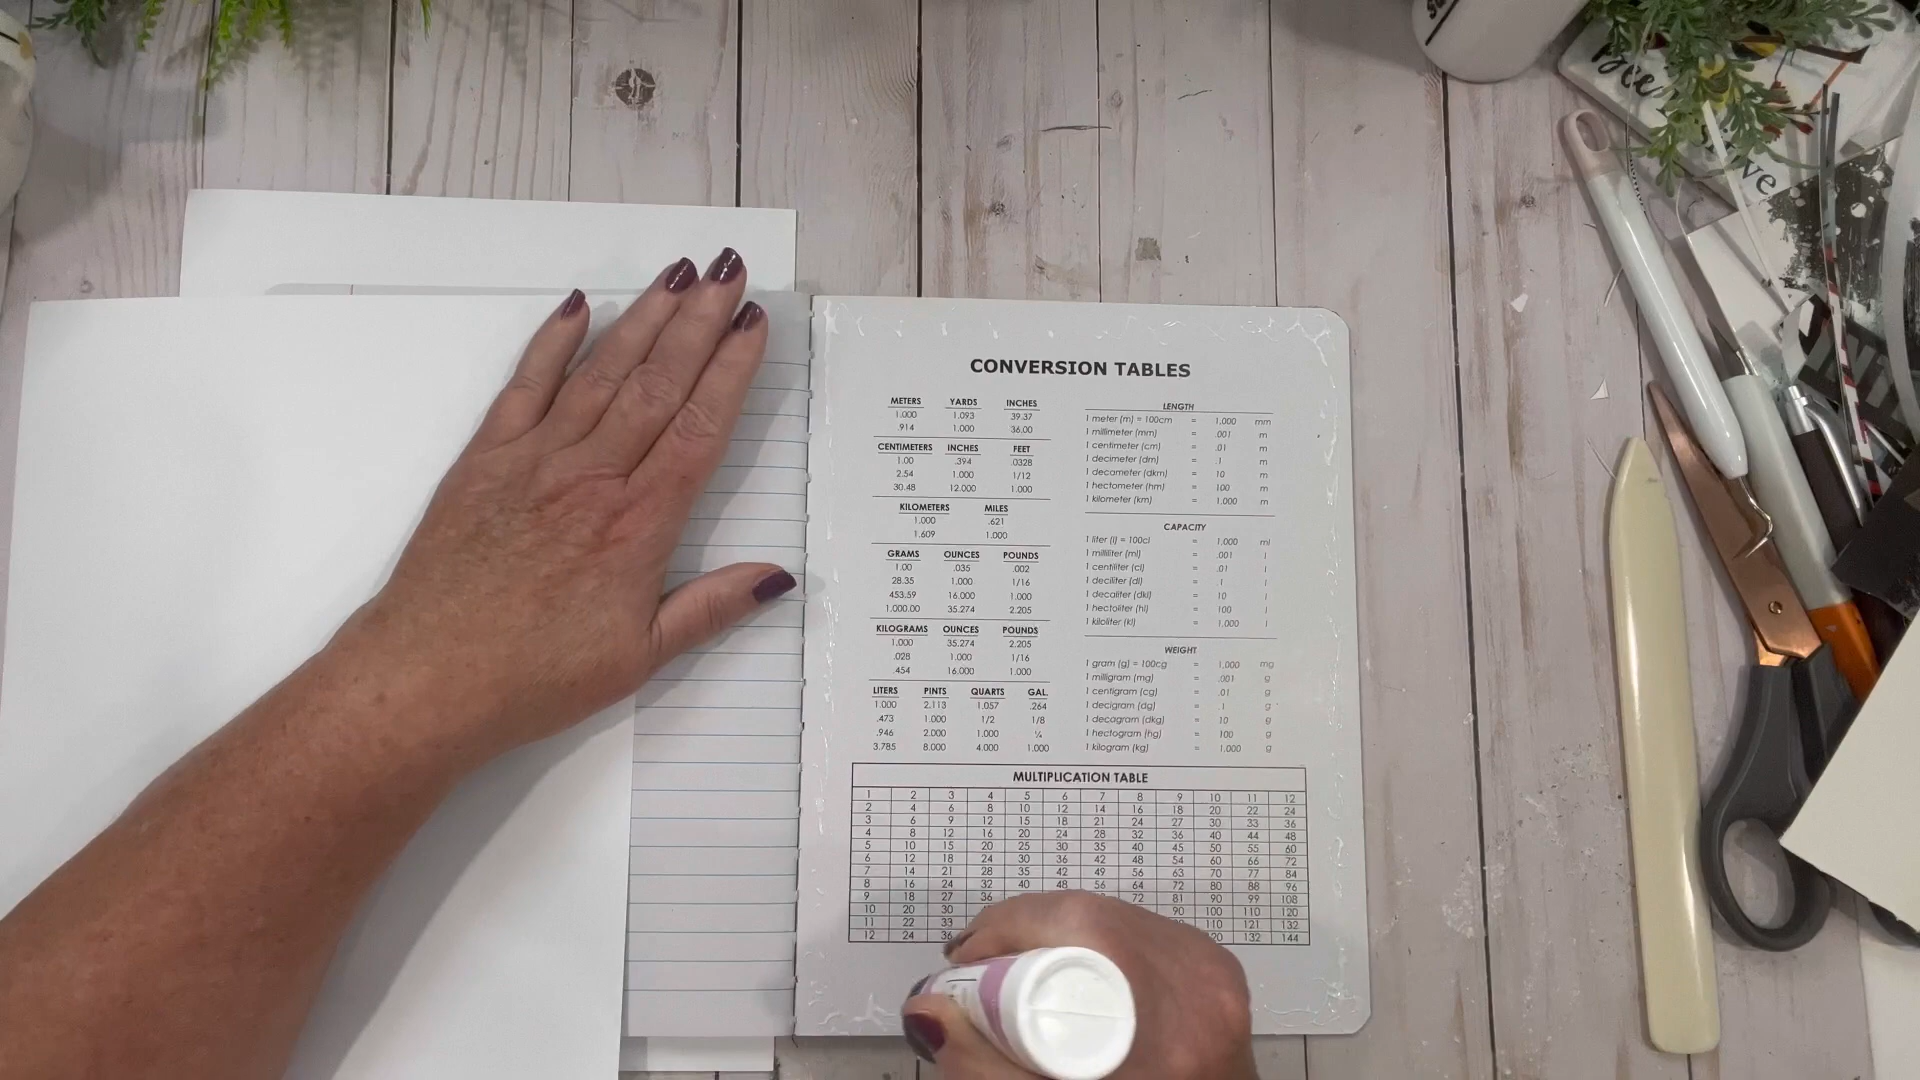 CONVERSION TABLES
METERS YARDS INCHES
1.000 1.093 39.37
.914 1.000 36.00
CENTIMETERS INCHES FEET
1.00 .394 .0328
2.54 1.000 1/12
30.48 12.000 1.000
KILOMETERS MILES
1.000 .621
1.609 1.000
GRAMS OUNCES POUNDS
1.00 .035 .002
28.35 1.000 1/16
453.59 16.000 1.000
1,000.00 35.274 2.205
KILOGRAMS OUNCES POUNDS
1.000 35.274 2.205
.028 1.000 1/16
.454 16.000 1.000
LITERS PINTS QUARTS GAL.
1.000 2.113 1.057 .264
.473 1.000 1/2 1/8
.946 2.000 1.000 ¼
3.785 8.000 4.000 1.000
LENGTH
1 meter (m) = 100cm = 1,000 mm
1 millimeter (mm) = .001 m
1 centimeter (cm) = .01 m
1 decimeter (dm) = .1 m
1 decameter (dkm) = 10 m
1 hectometer (hm) = 100 m
1 kilometer (km) = 1,000 m
CAPACITY
1 liter (l) = 100cl = 1,000 ml
1 milliliter (ml) = .001 l
1 centiliter (cl) = .01 l
1 deciliter (dl) = .1 l
1 decaliter (dkl) = 10 l
1 hectoliter (hl) = 100 l
1 kiloliter (kl) = 1,000 l
WEIGHT
1 gram (g) = 100cg = 1,000 mg
1 milligram (mg) = .001 g
1 centigram (cg) = .01 g
1 decigram (dg) = .1 g
1 decagram (dkg) = 10 g
1 hectogram (hg) = 100 g
1 kilogram (kg) = 1,000 g
MULTIPLICATION TABLE
1 2 3 4 5 6 7 8 9 10 11 12
2 4 6 8 10 12 14 16 18 20 22 24
3 6 9 12 15 18 21 24 27 30 33 36
4 8 12 16 20 24 28 32 36 40 44 48
5 10 15 20 25 30 35 40 45 50 55 60
6 12 18 24 30 36 42 48 54 60 66 72
7 14 21 28 35 42 49 56 63 70 77 84
8 16 24 32 40 48 56 64 72 80 88 96
9 18 27 36 72 81 90 99 108
10 20 30 90 100 110 120
11 22 33 110 121 132
12 24 36 132 144